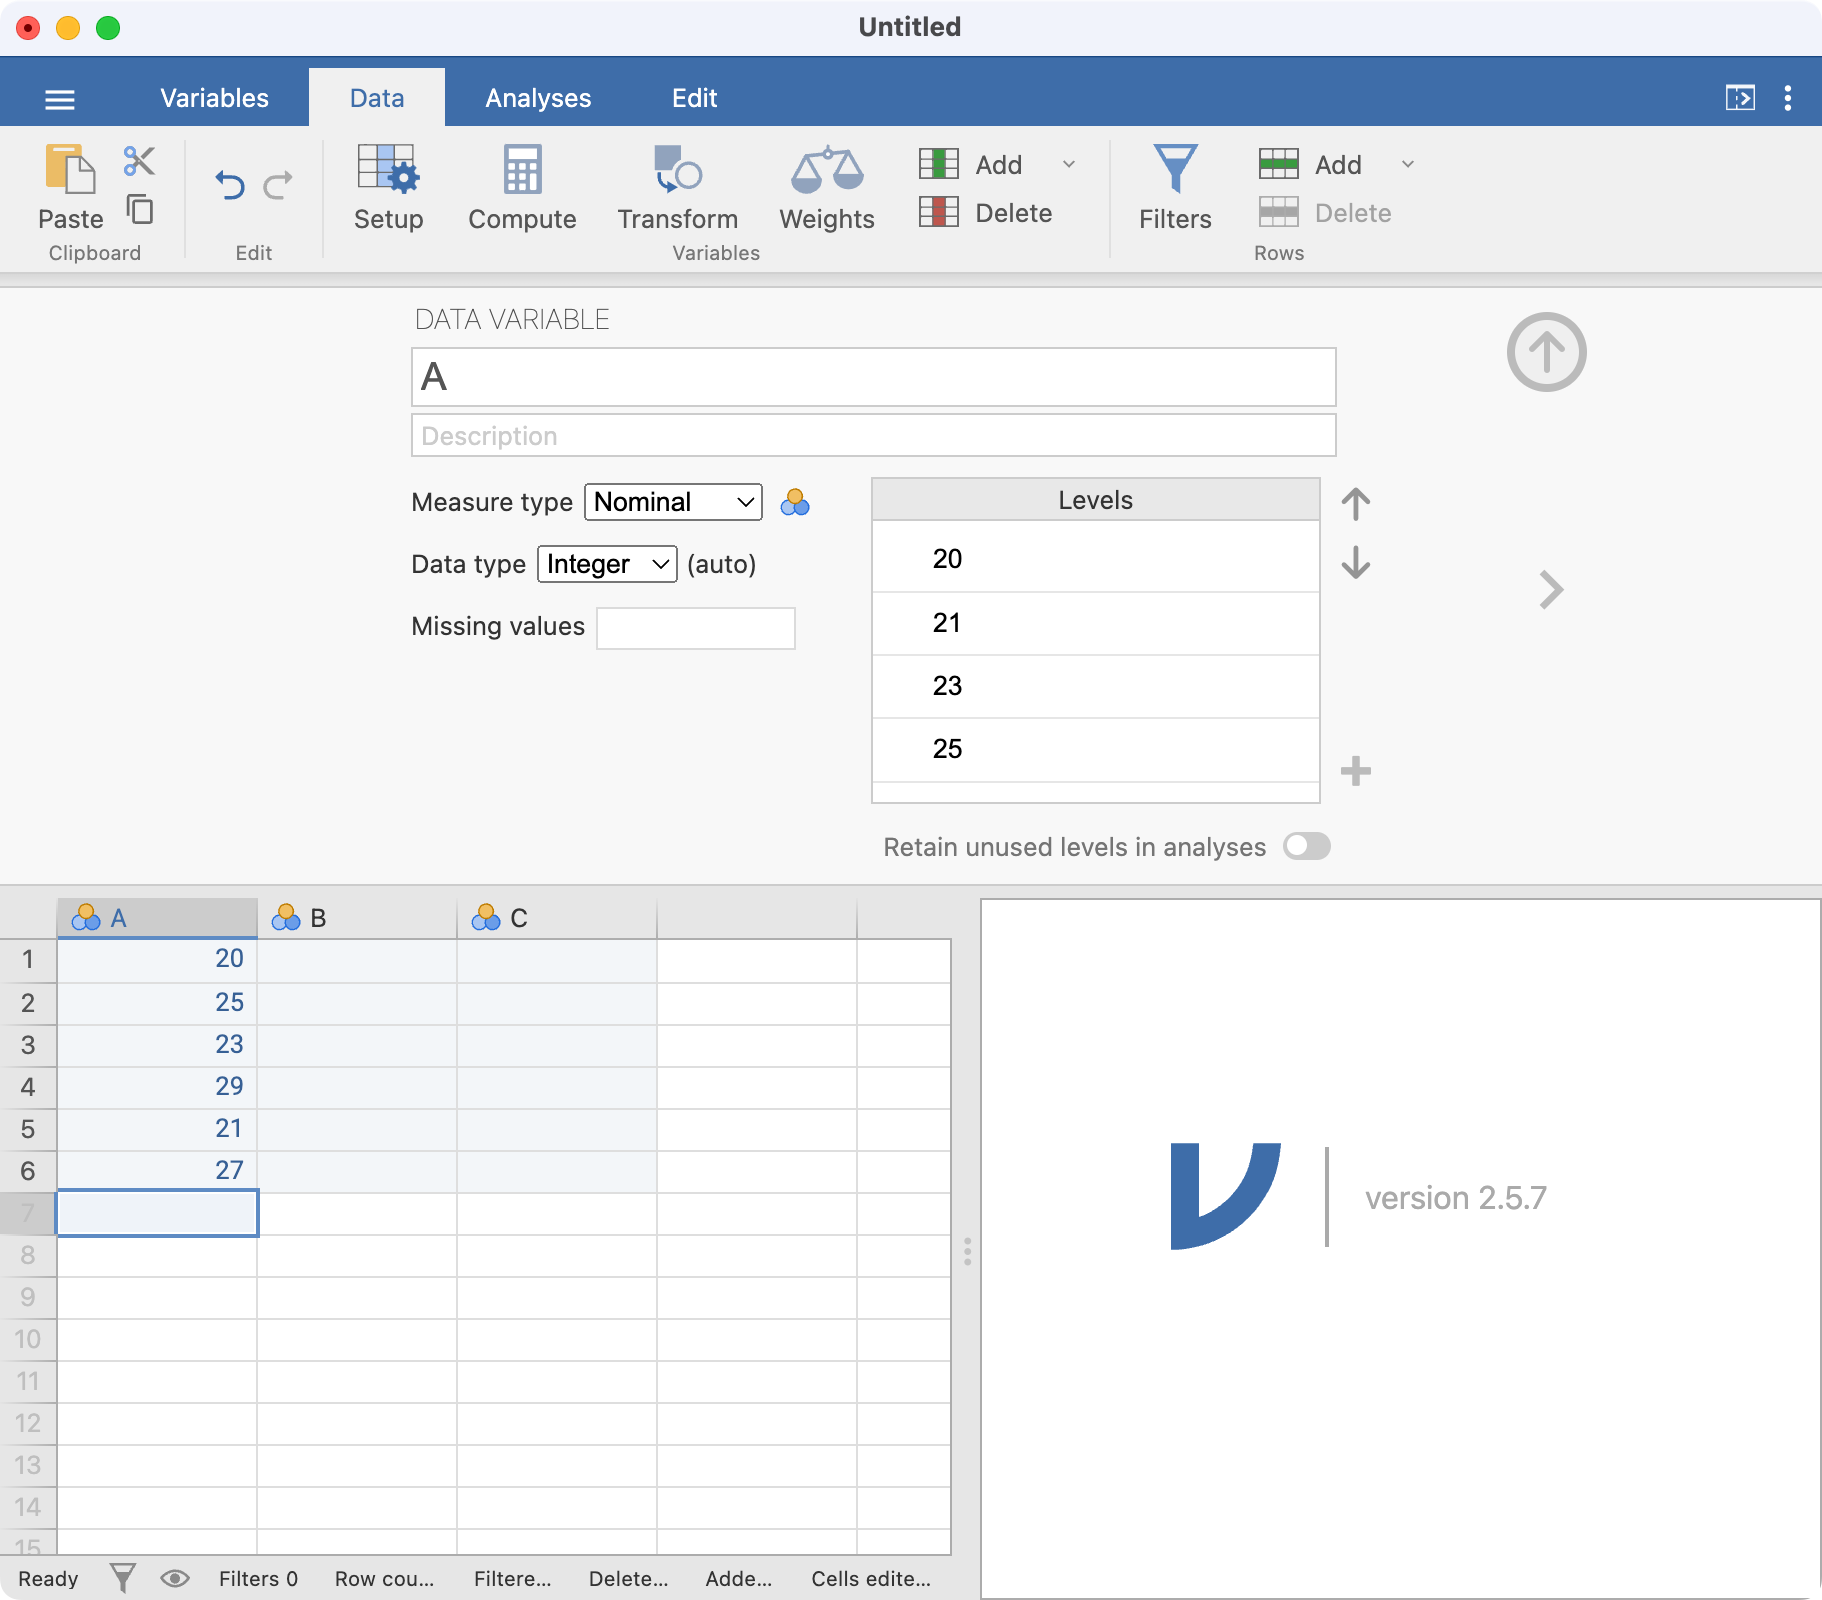 Untitled
Variables Data Analyses Edit
Paste Setup Compute Transform Weights Add Delete Filters Add Delete
Clipboard Edit Variables Rows
DATA VARIABLE
A
Description
Measure type Nominal
Data type Integer (auto)
Missing values
Levels
20
21
23
25
Retain unused levels in analyses
A B C
1 20
2 25
3 23
4 29
5 21
6 27
7
8
9
10
11
12
13
14
15
Ready Filters 0 Row cou... Filtere... Delete... Adde... Cells edite...
version 2.5.7